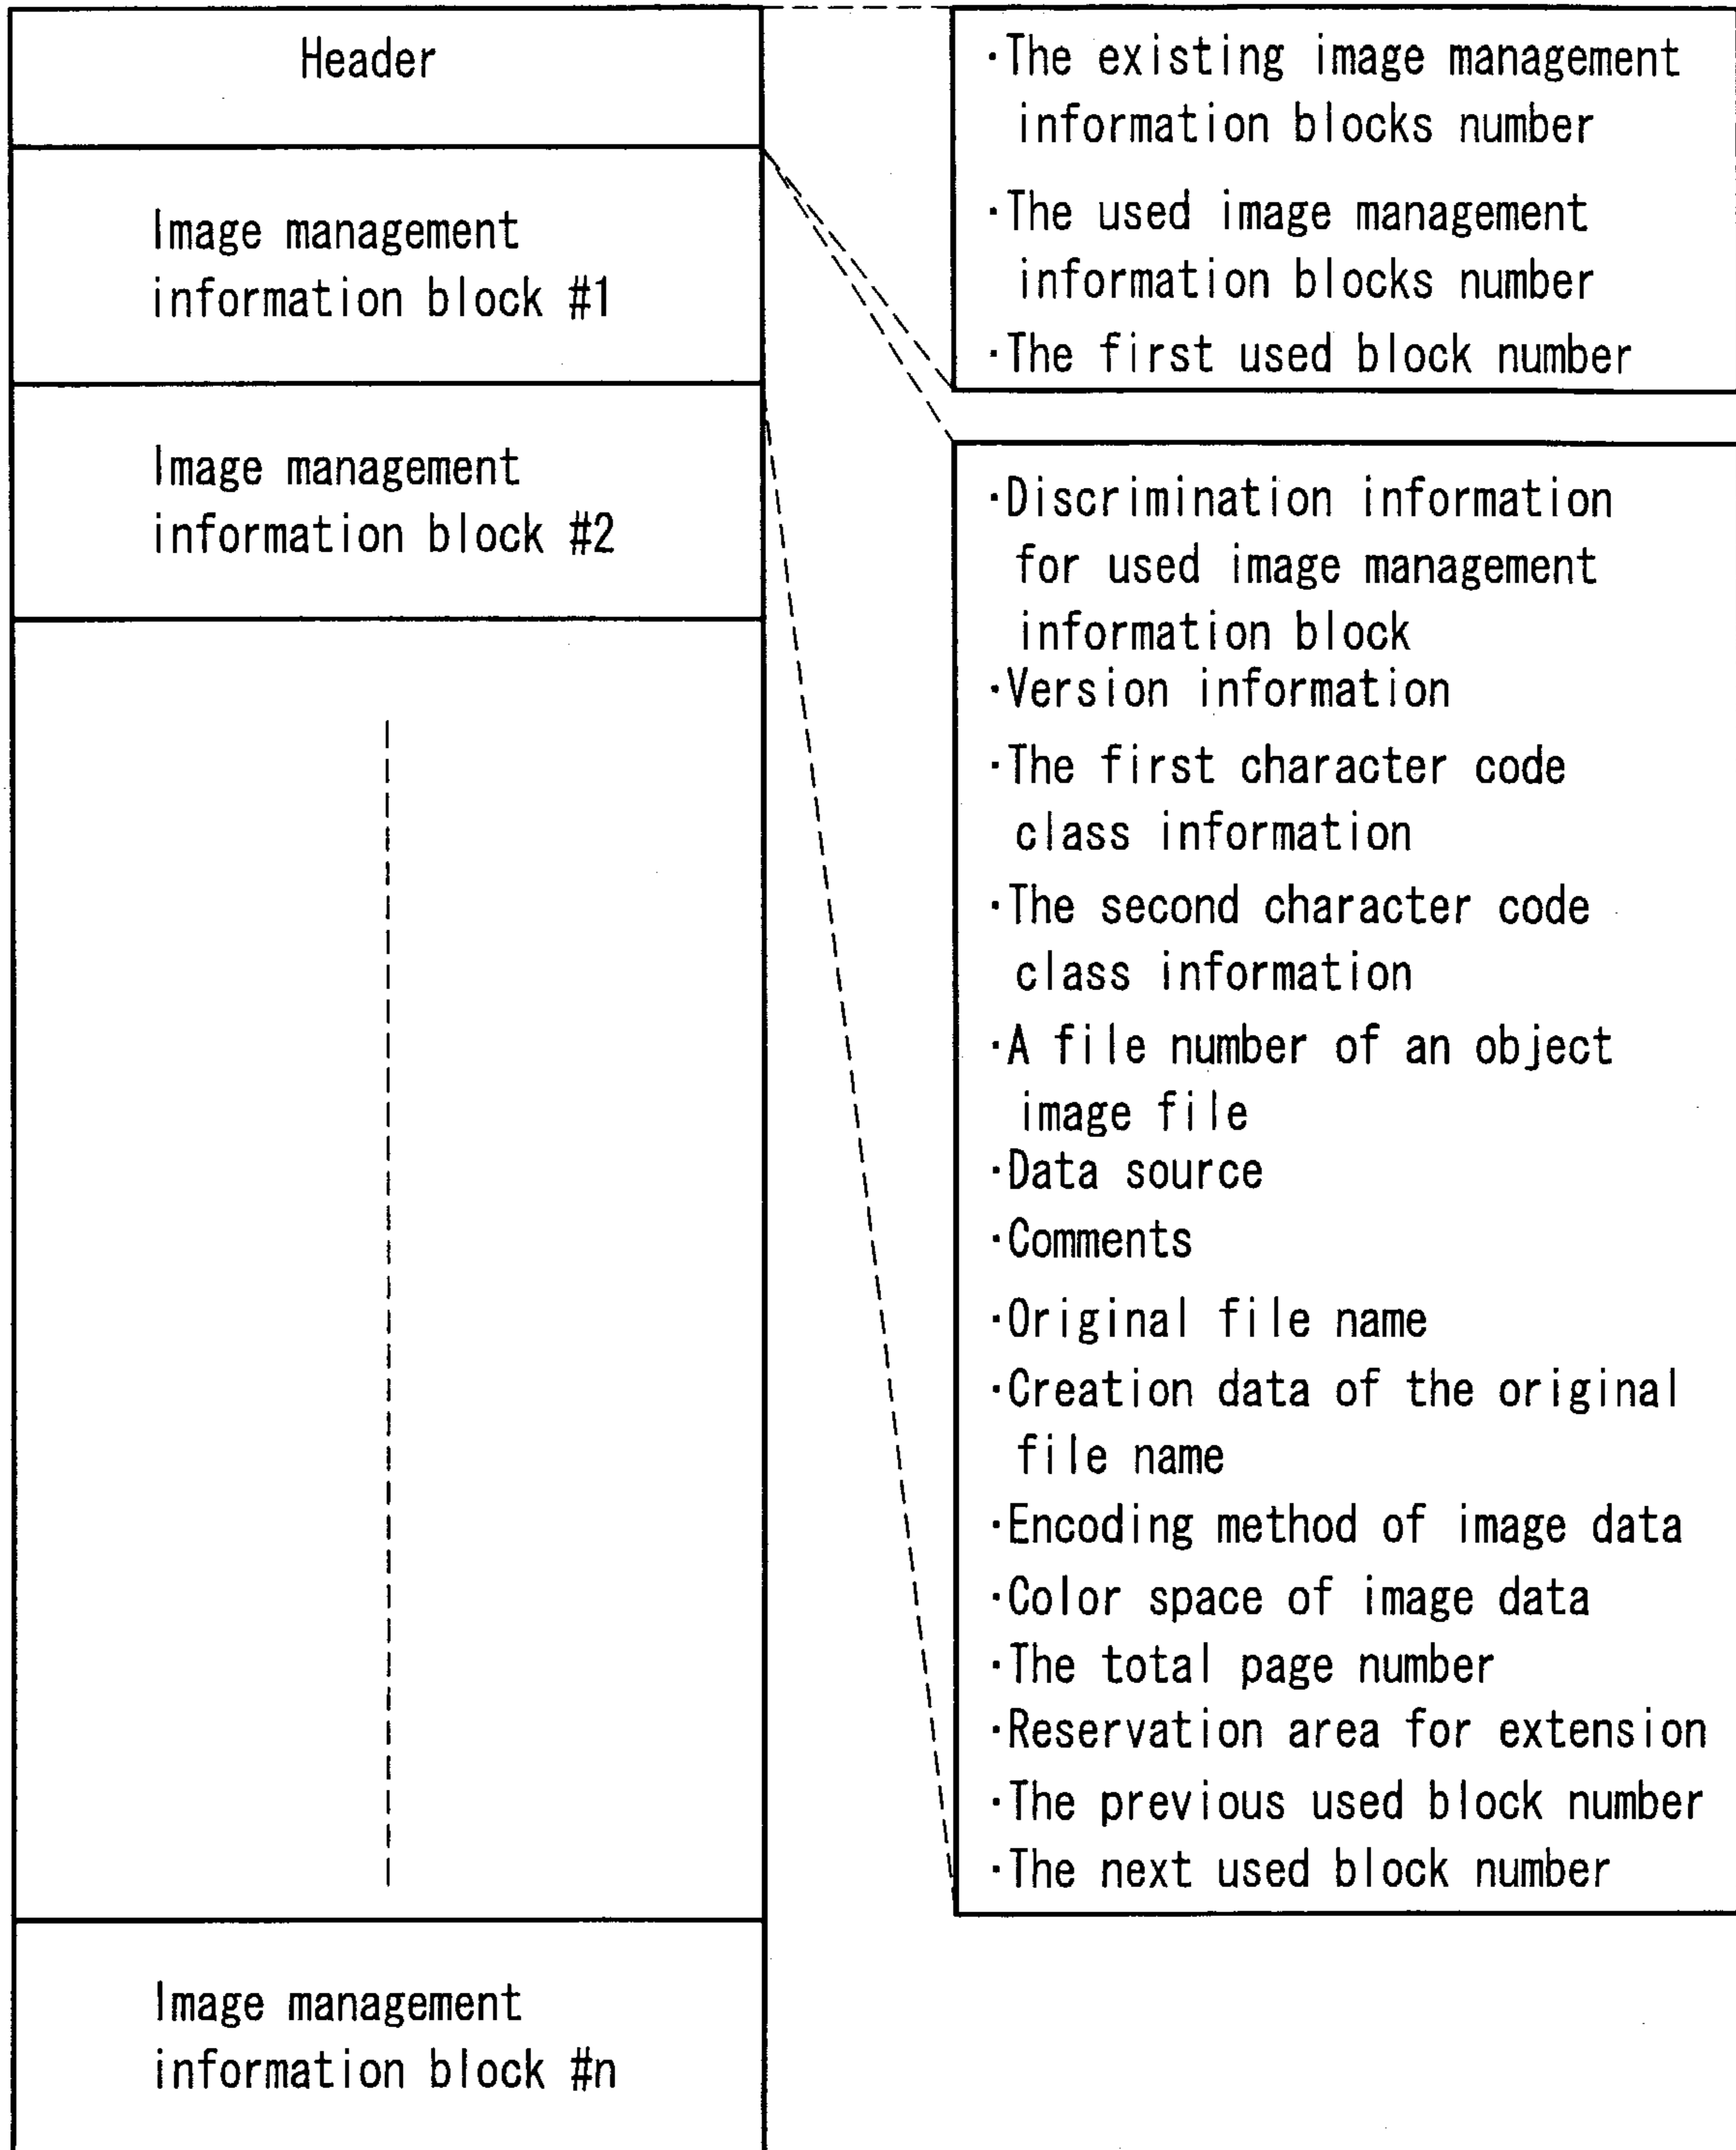 Header
Image management
information block #1
Image management
information block #2
Image management
information block #n
·The existing image management
information blocks number
·The used image management
information blocks number
·The first used block number
·Discrimination information
for used image management
information block
·Version information
·The first character code
class information
·The second character code
class information
·A file number of an object
image file
·Data source
·Comments
·Original file name
·Creation data of the original
file name
·Encoding method of image data
·Color space of image data
·The total page number
·Reservation area for extension
·The previous used block number
·The next used block number